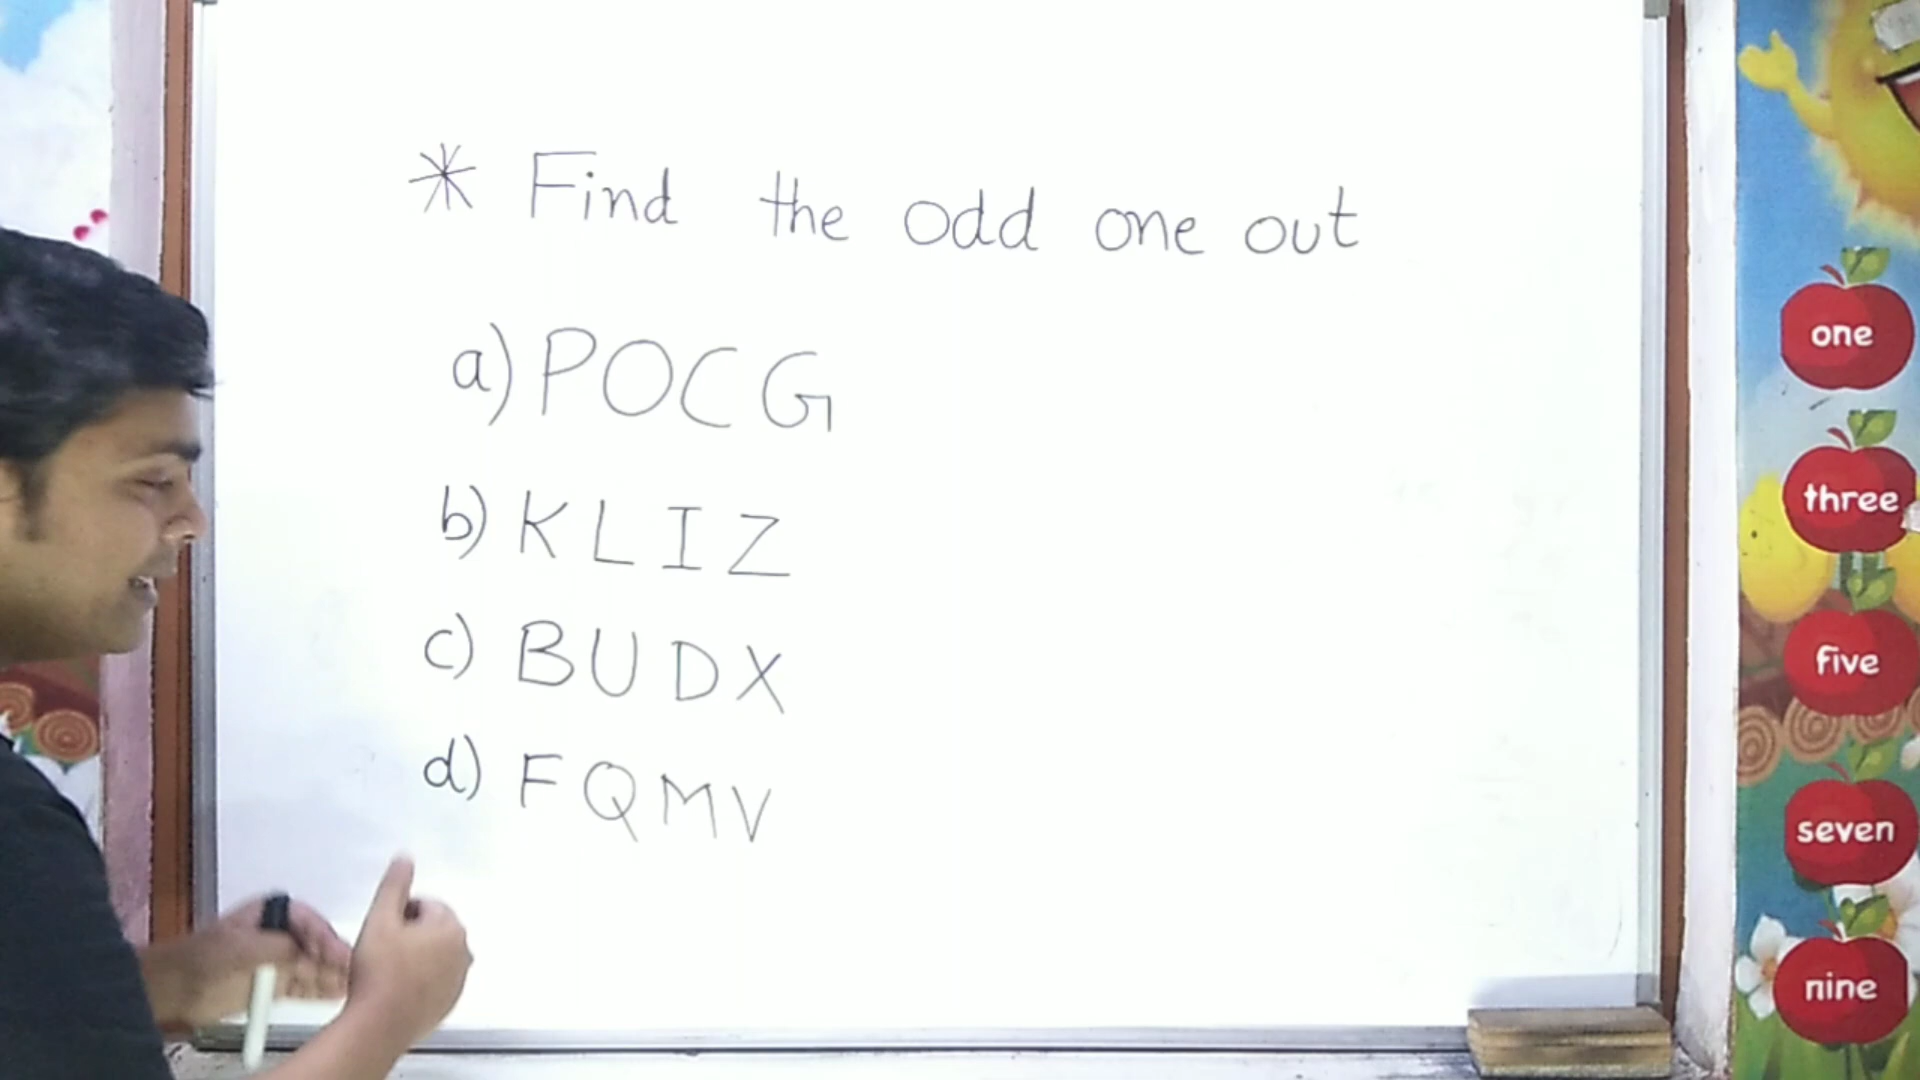 * Find the odd one out
a) POCG
b) KLIZ
c) BUDX
d) FQMV
one
three
five
seven
nine